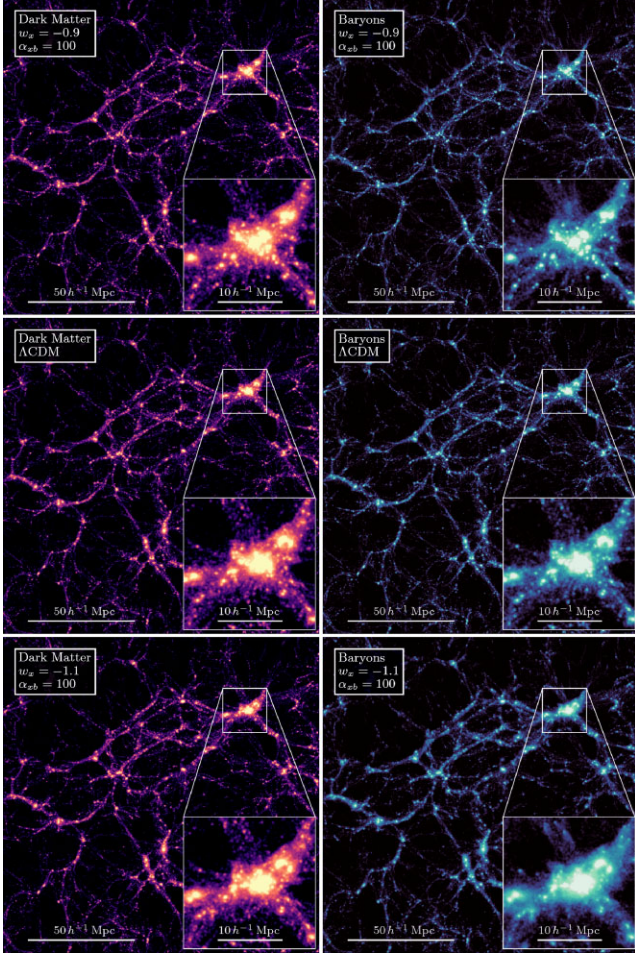 Dark Matter
w_x = −0.9
α_xb = 100
50 h⁻¹ Mpc
10 h⁻¹ Mpc
Baryons
w_x = −0.9
α_xb = 100
50 h⁻¹ Mpc
10 h⁻¹ Mpc
Dark Matter
ΛCDM
50 h⁻¹ Mpc
10 h⁻¹ Mpc
Baryons
ΛCDM
50 h⁻¹ Mpc
10 h⁻¹ Mpc
Dark Matter
w_x = −1.1
α_xb = 100
50 h⁻¹ Mpc
10 h⁻¹ Mpc
Baryons
w_x = −1.1
α_xb = 100
50 h⁻¹ Mpc
10 h⁻¹ Mpc